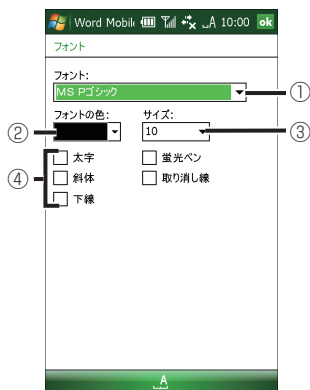 Word Mobile A 10:00 ok
フォント
フォント:
MS Pゴシック
①
フォントの色: サイズ:
② 10 ③
④ 太字 蛍光ペン
斜体 取り消し線
下線
A